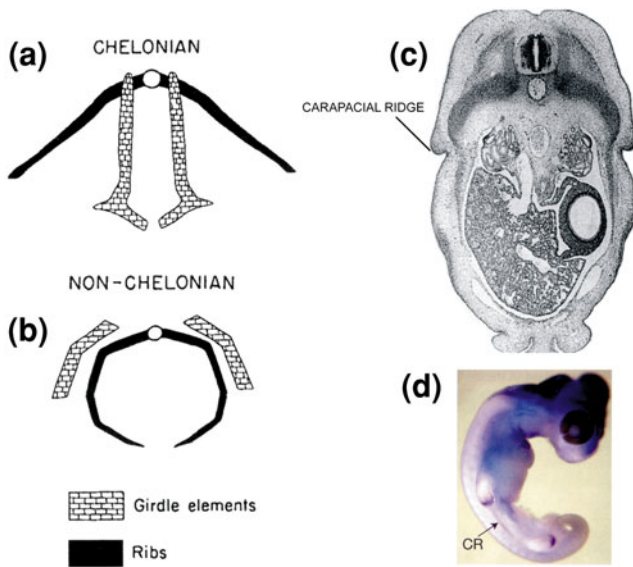 (a)
CHELONIAN
(b)
NON-CHELONIAN
Girdle elements
Ribs
(c)
CARAPACIAL RIDGE
(d)
CR